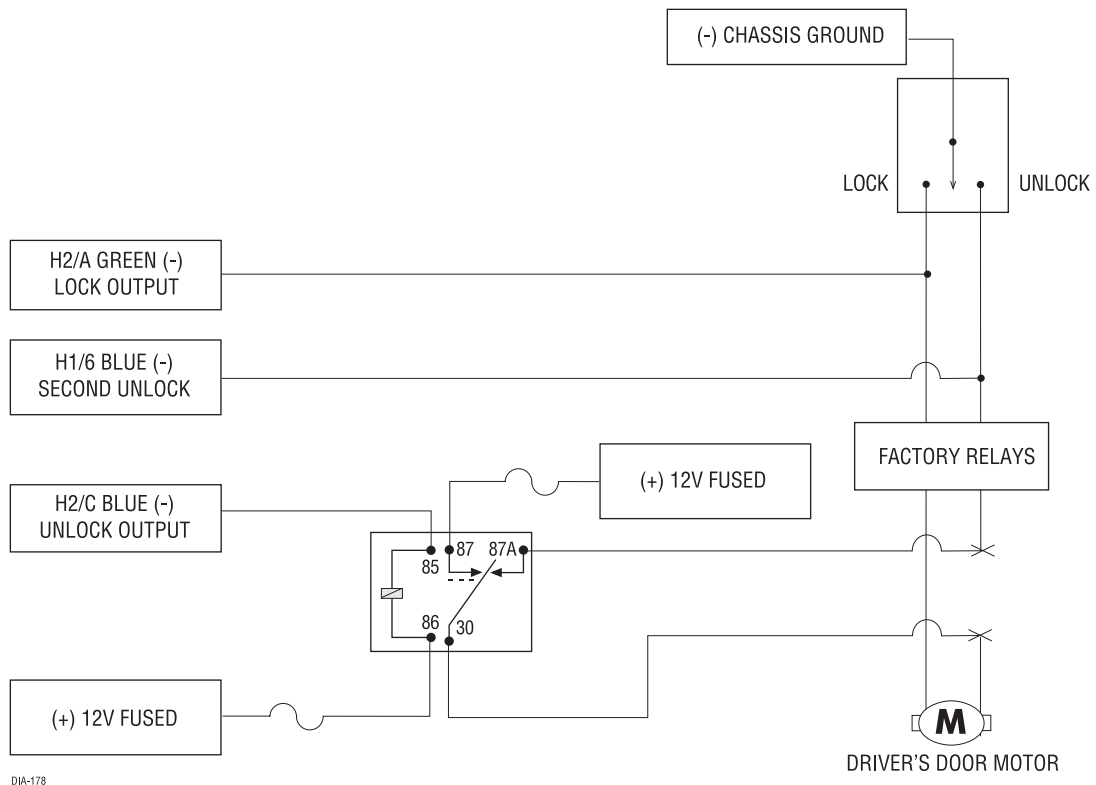 (-) CHASSIS GROUND
LOCK
UNLOCK
H2/A GREEN (-)
LOCK OUTPUT
H1/6 BLUE (-)
SECOND UNLOCK
FACTORY RELAYS
(+) 12V FUSED
H2/C BLUE (-)
UNLOCK OUTPUT
87
87A
85
86
30
(+) 12V FUSED
M
DRIVER'S DOOR MOTOR
DIA-178